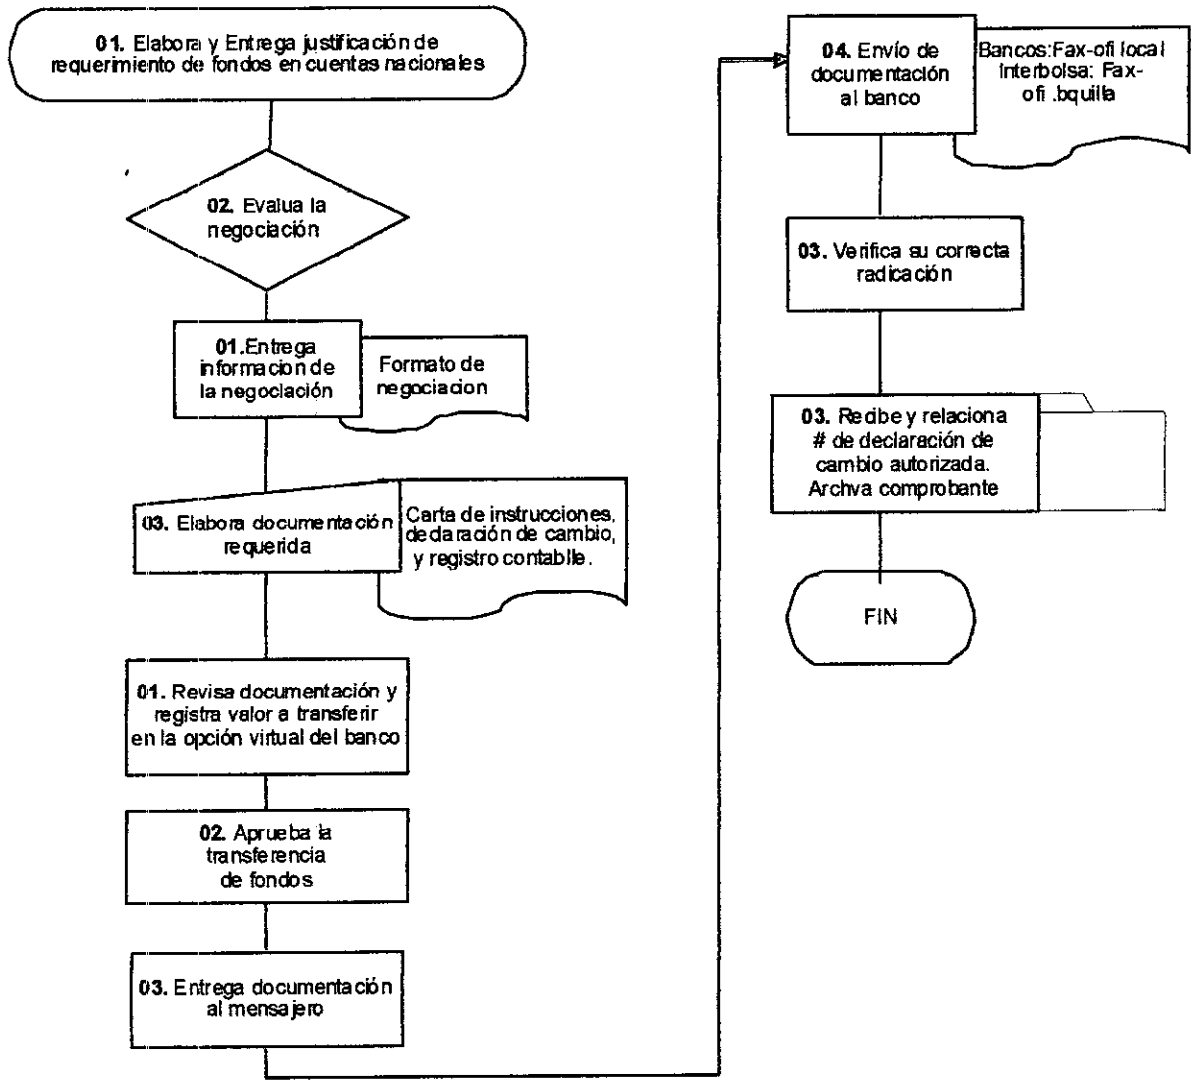 01. Elabora y Entrega justificación de
requerimiento de fondos en cuentas nacionales
02. Evalua la
negociación
01.Entrega
informacion de
la negociación
Formato de
negociacion
03. Elabora documentación
requerida
Carta de instrucciones,
declaración de cambio,
y registro contablle.
01. Revisa documentación y
registra valor a transferir
en la opción virtual del banco
02. Aprueba la
transferencia
de fondos
03. Entrega documentación
al mensajero
04. Envío de
documentación
al banco
Bancos:Fax-ofi local
Interbolsa: Fax-
ofi .bquilla
03. Verifica su correcta
radicación
03. Recibe y relaciona
# de declaración de
cambio autorizada.
Archva comprobante
FIN